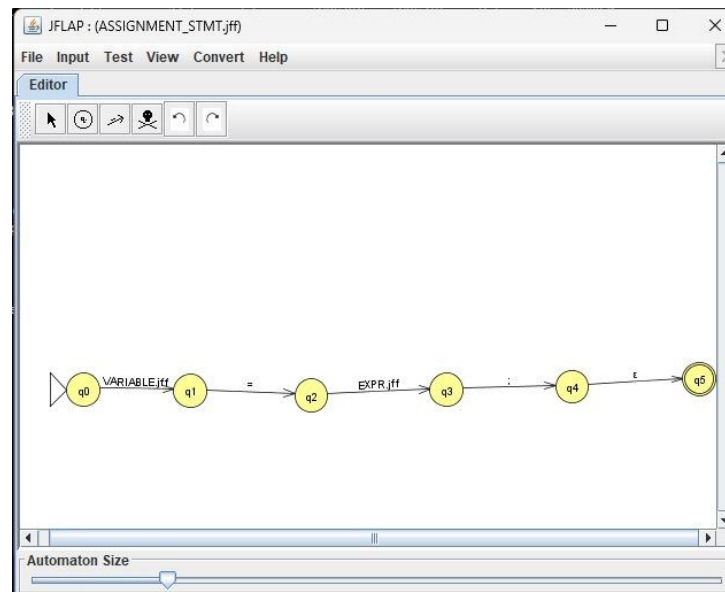 JFLAP : (ASSIGNMENT_STMT.jff)
File Input Test View Convert Help
Editor
q0 VARIABLE.jff q1 = q2 EXPR.jff q3 ; q4 ε q5
Automaton Size